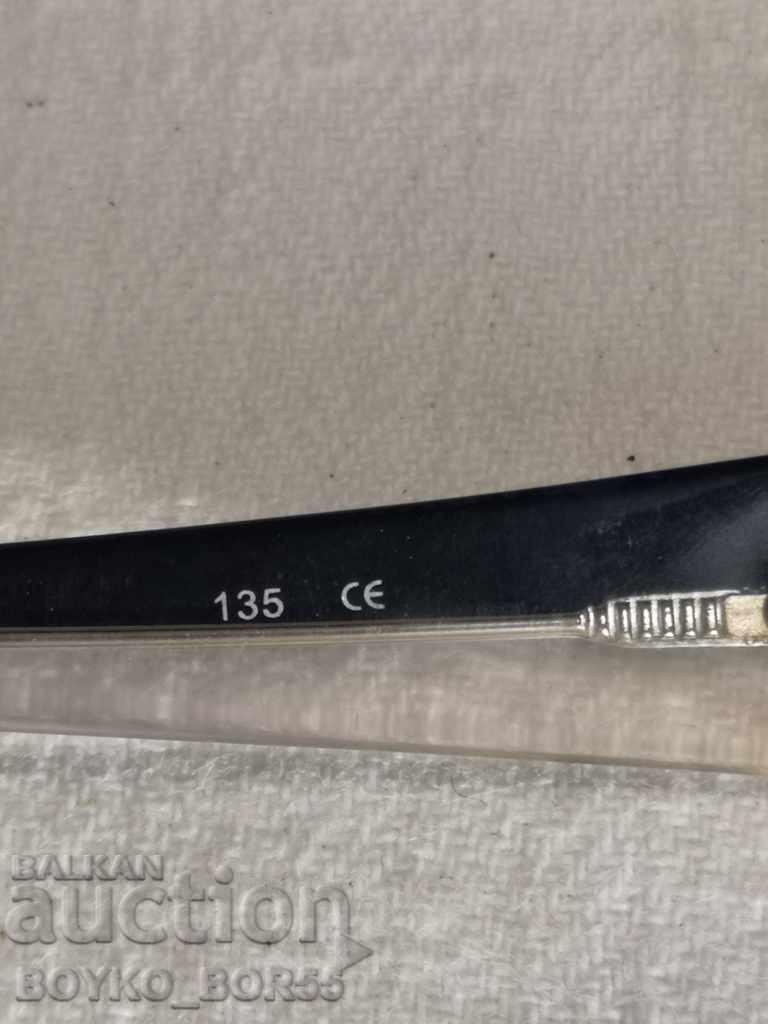 135 CE
BALKAN
auction
BOYKO_BOR55